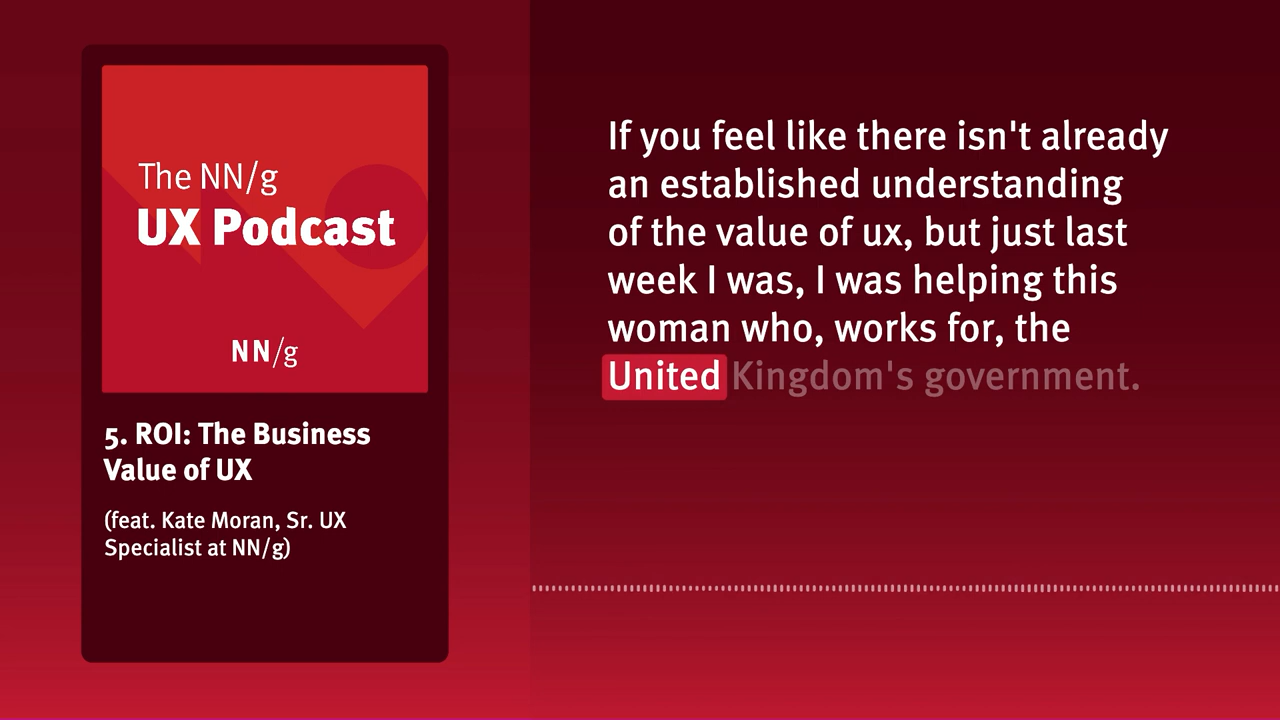 The NN/g
UX Podcast
NN/g
5. ROI: The Business
Value of UX
(feat. Kate Moran, Sr. UX
Specialist at NN/g)
If you feel like there isn't already
an established understanding
of the value of ux, but just last
week I was, I was helping this
woman who, works for, the
United Kingdom's government.